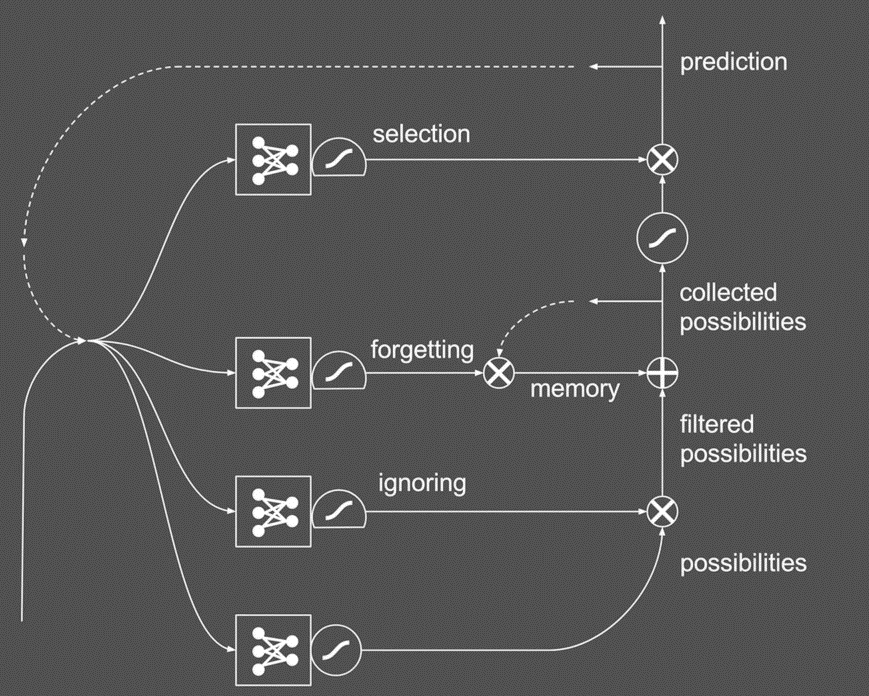 prediction
selection
collected
possibilities
forgetting
memory
filtered
possibilities
ignoring
possibilities